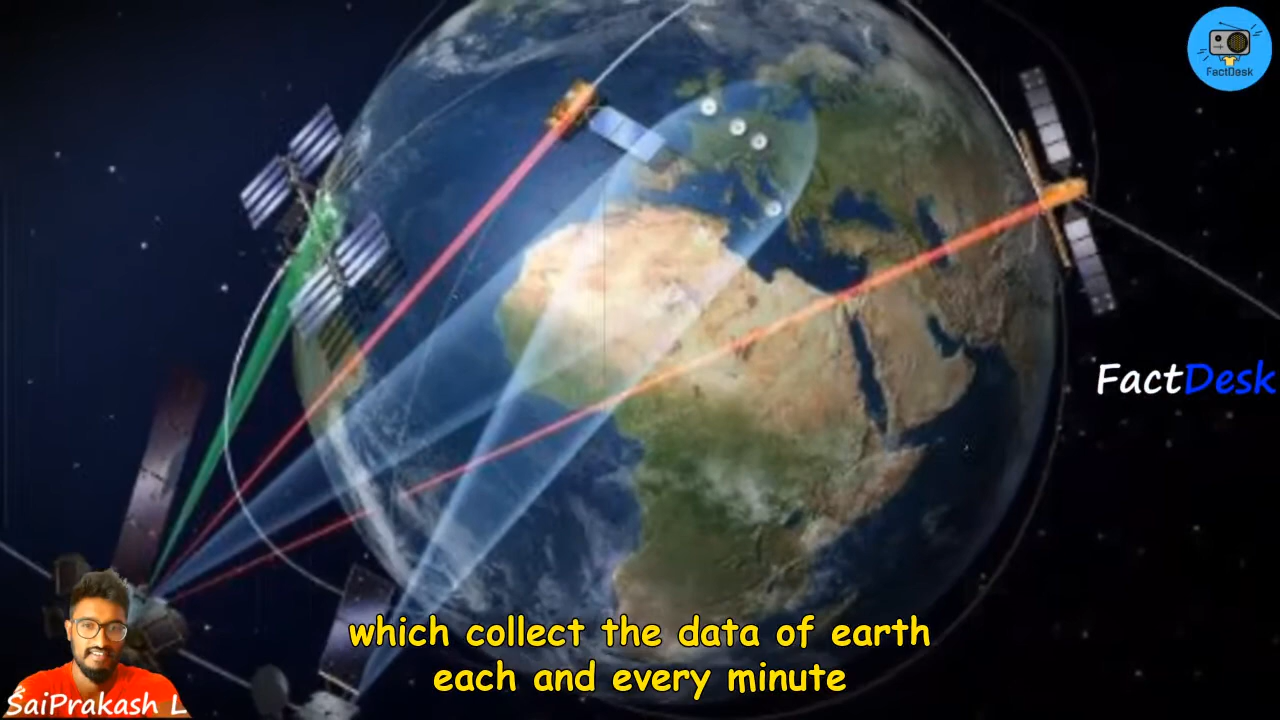 FactDesk
FactDesk
which collect the data of earth
each and every minute
SaiPrakash L